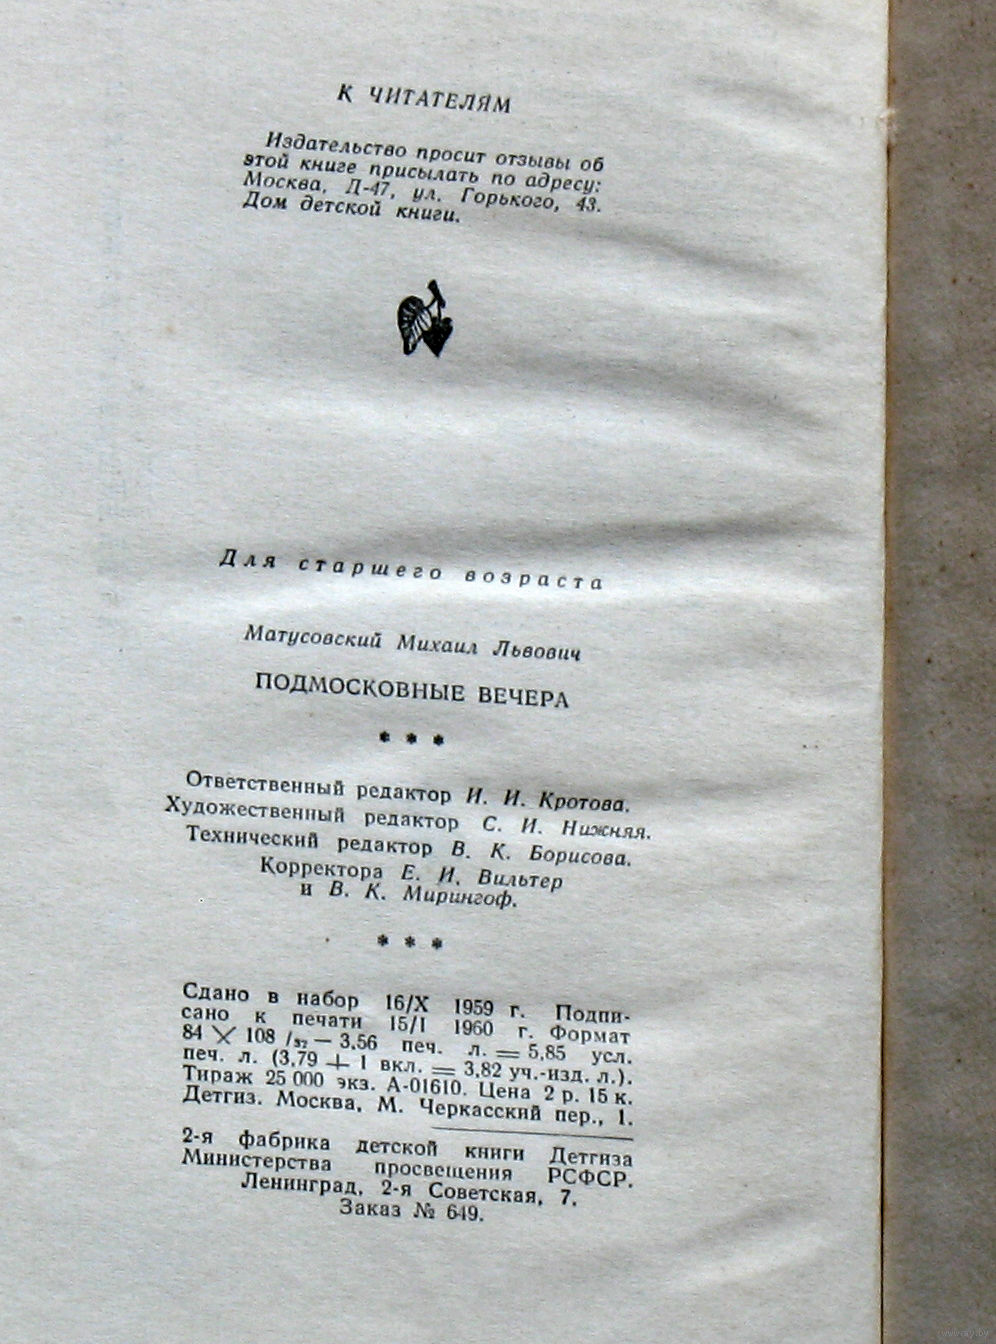 К ЧИТАТЕЛЯМ
Издательство просит отзывы об
этой книге присылать по адресу:
Москва, Д-47, ул. Горького, 43.
Дом детской книги.
Для старшего возраста
Матусовский Михаил Львович
ПОДМОСКОВНЫЕ ВЕЧЕРА
* * *
Ответственный редактор И. И. Кротова.
Художественный редактор С. И. Нижняя.
Технический редактор В. К. Борисова.
Корректора Е. И. Вильтер
и В. К. Мирингоф.
* * *
Сдано в набор 16/X 1959 г. Подпи-
сано к печати 15/I 1960 г. Формат
84 × 108 /32 — 3,56 печ. л. = 5,85 усл.
печ. л. (3,79 + 1 вкл. = 3,82 уч.-изд. л.).
Тираж 25 000 экз. А-01610. Цена 2 р. 15 к.
Детгиз. Москва, М. Черкасский пер., 1.
2-я фабрика детской книги Детгиза
Министерства просвещения РСФСР.
Ленинград, 2-я Советская, 7.
Заказ № 649.